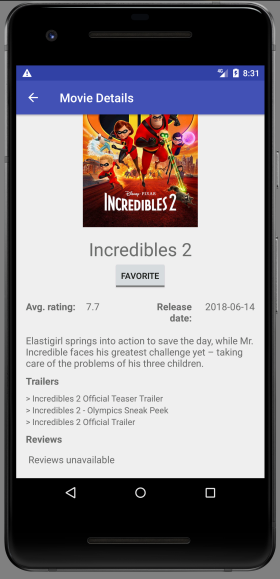 8:31
Movie Details
Disney PIXAR
INCREDIBLES 2
Incredibles 2
FAVORITE
Avg. rating: 7.7 Release date: 2018-06-14
Elastigirl springs into action to save the day, while Mr.
Incredible faces his greatest challenge yet – taking
care of the problems of his three children.
Trailers
> Incredibles 2 Official Teaser Trailer
> Incredibles 2 - Olympics Sneak Peek
> Incredibles 2 Official Trailer
Reviews
Reviews unavailable